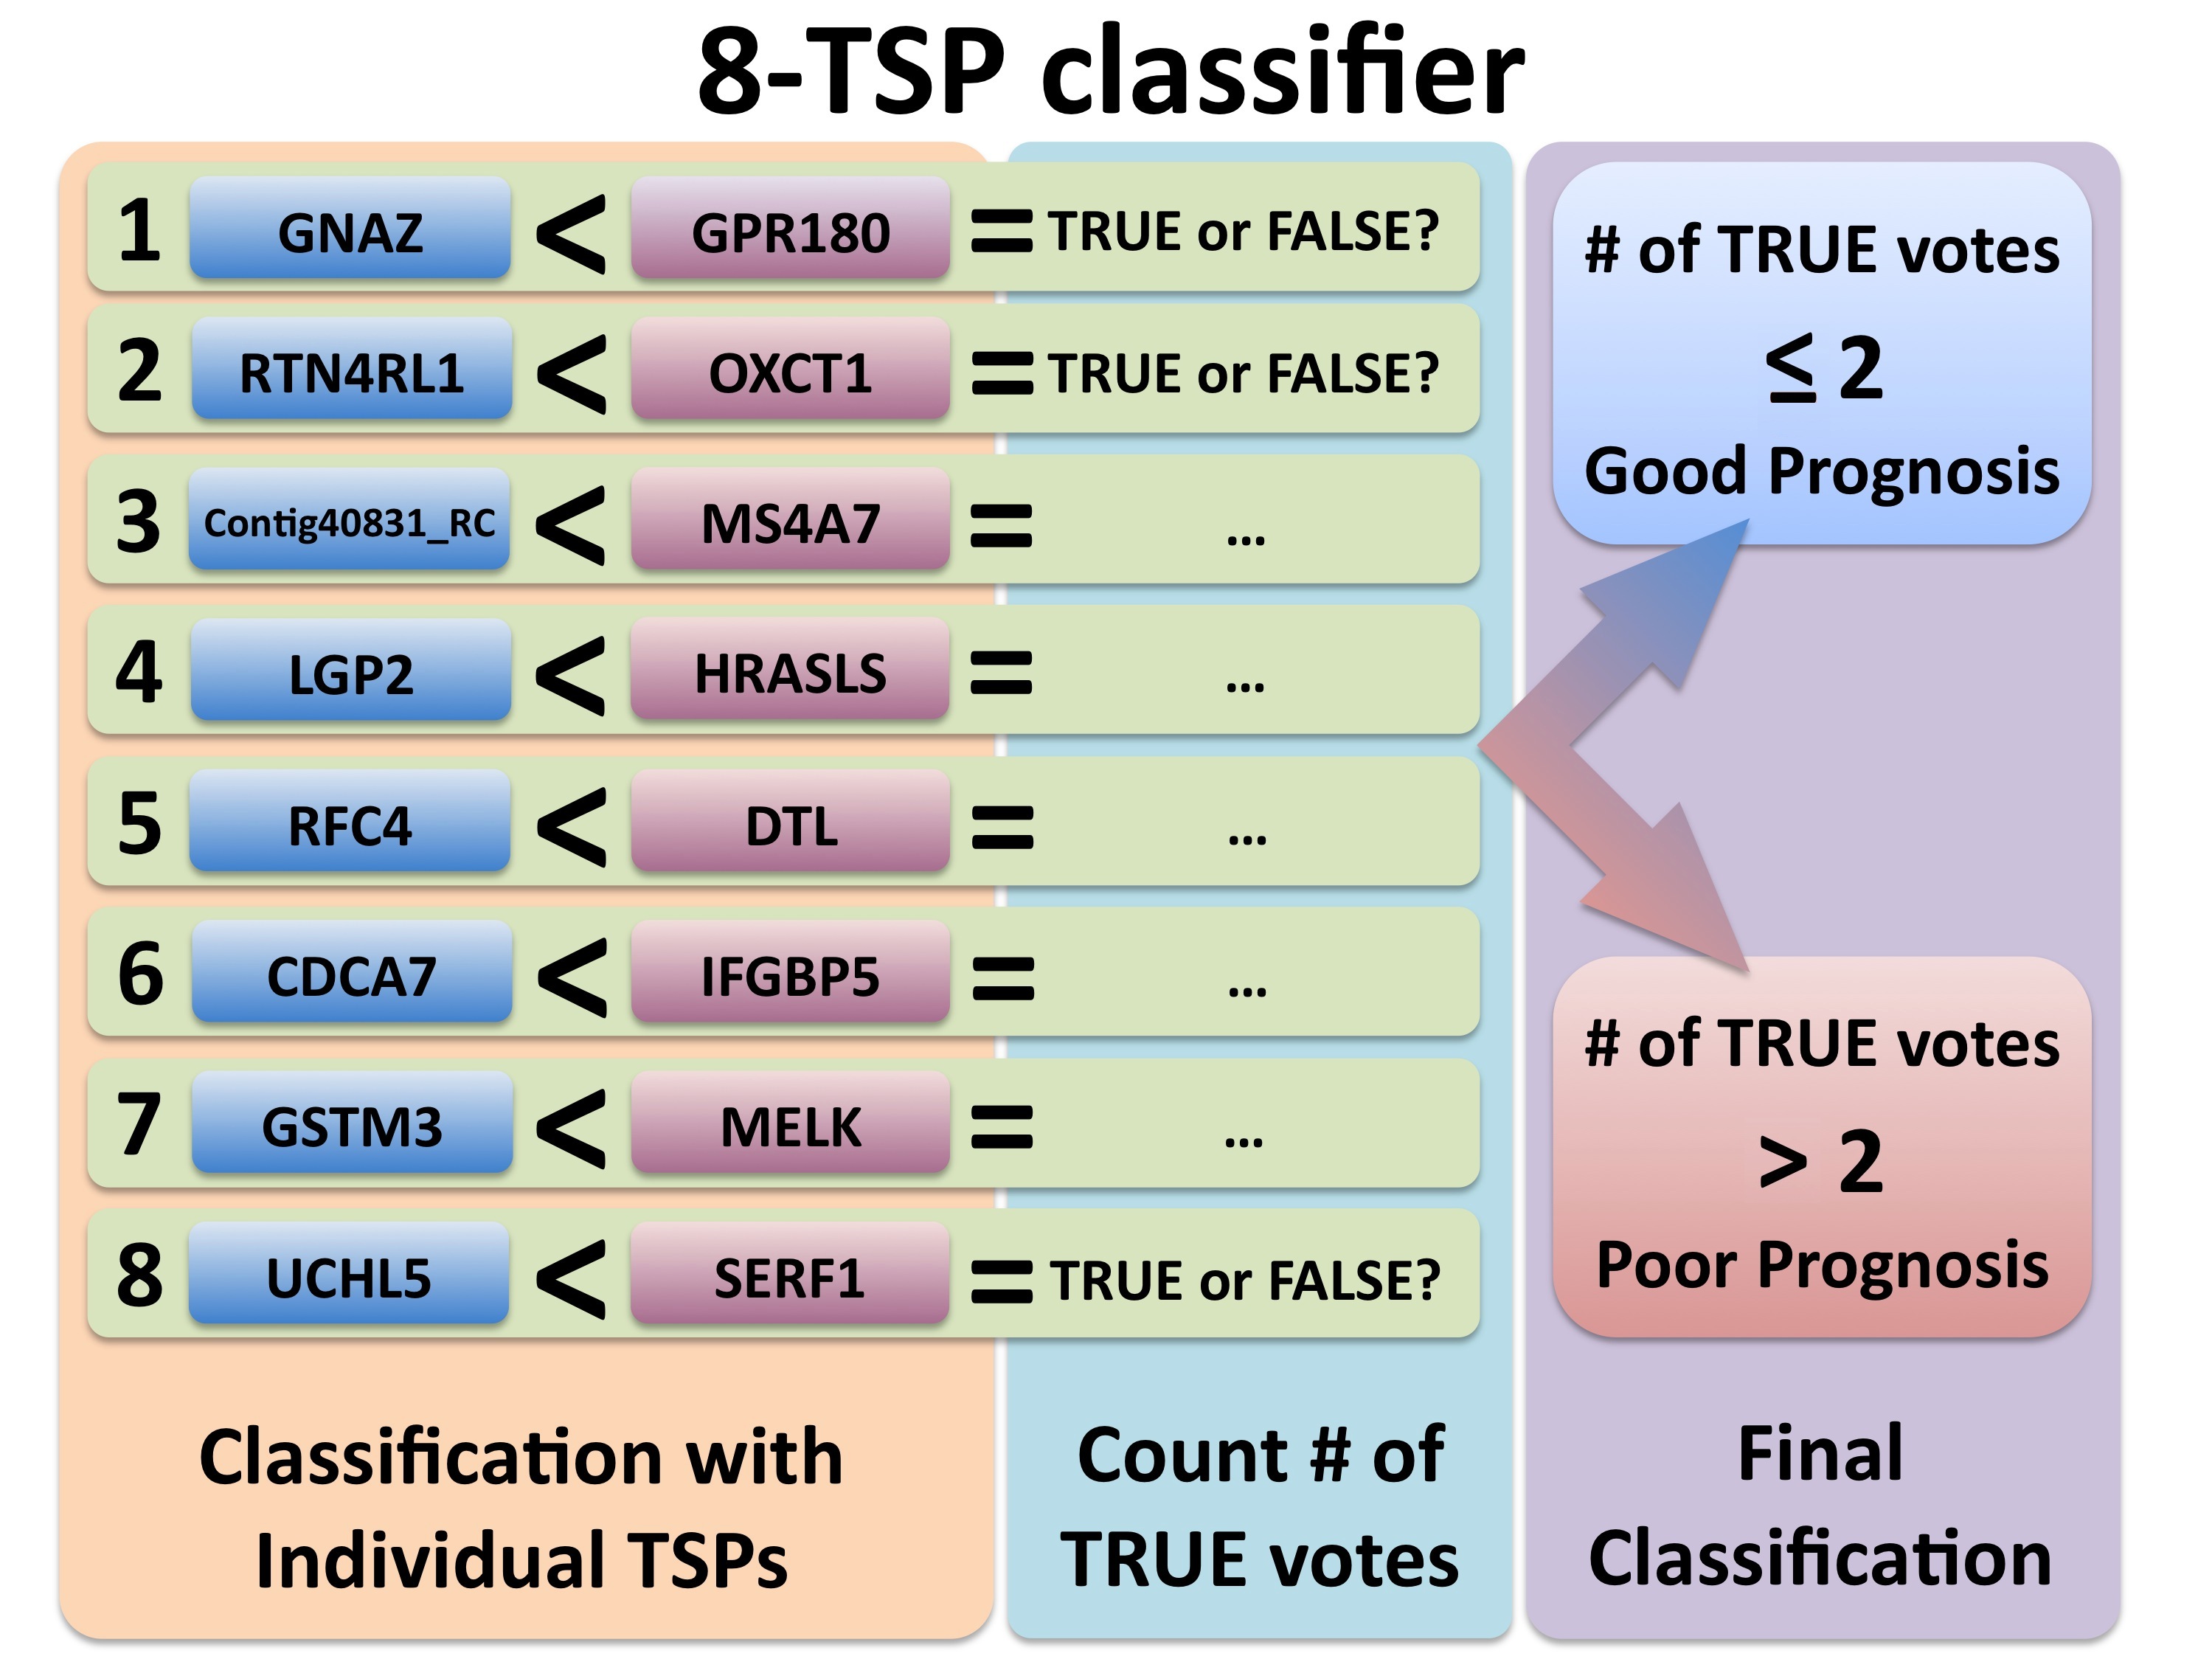 8-TSP classifier
1 GNAZ < GPR180 = TRUE or FALSE?
2 RTN4RL1 < OXCT1 = TRUE or FALSE?
3 Contig40831_RC < MS4A7 = ...
4 LGP2 < HRASLS = ...
5 RFC4 < DTL = ...
6 CDCA7 < IFGBP5 = ...
7 GSTM3 < MELK = ...
8 UCHL5 < SERF1 = TRUE or FALSE?
Classification with
Individual TSPs
Count # of
TRUE votes
# of TRUE votes
≤ 2
Good Prognosis
# of TRUE votes
> 2
Poor Prognosis
Final
Classification